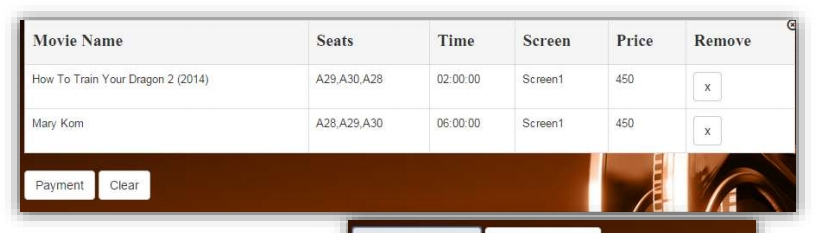 Movie Name Seats Time Screen Price Remove
How To Train Your Dragon 2 (2014) A29,A30,A28 02:00:00 Screen1 450 x
Mary Kom A28,A29,A30 06:00:00 Screen1 450 x
Payment Clear